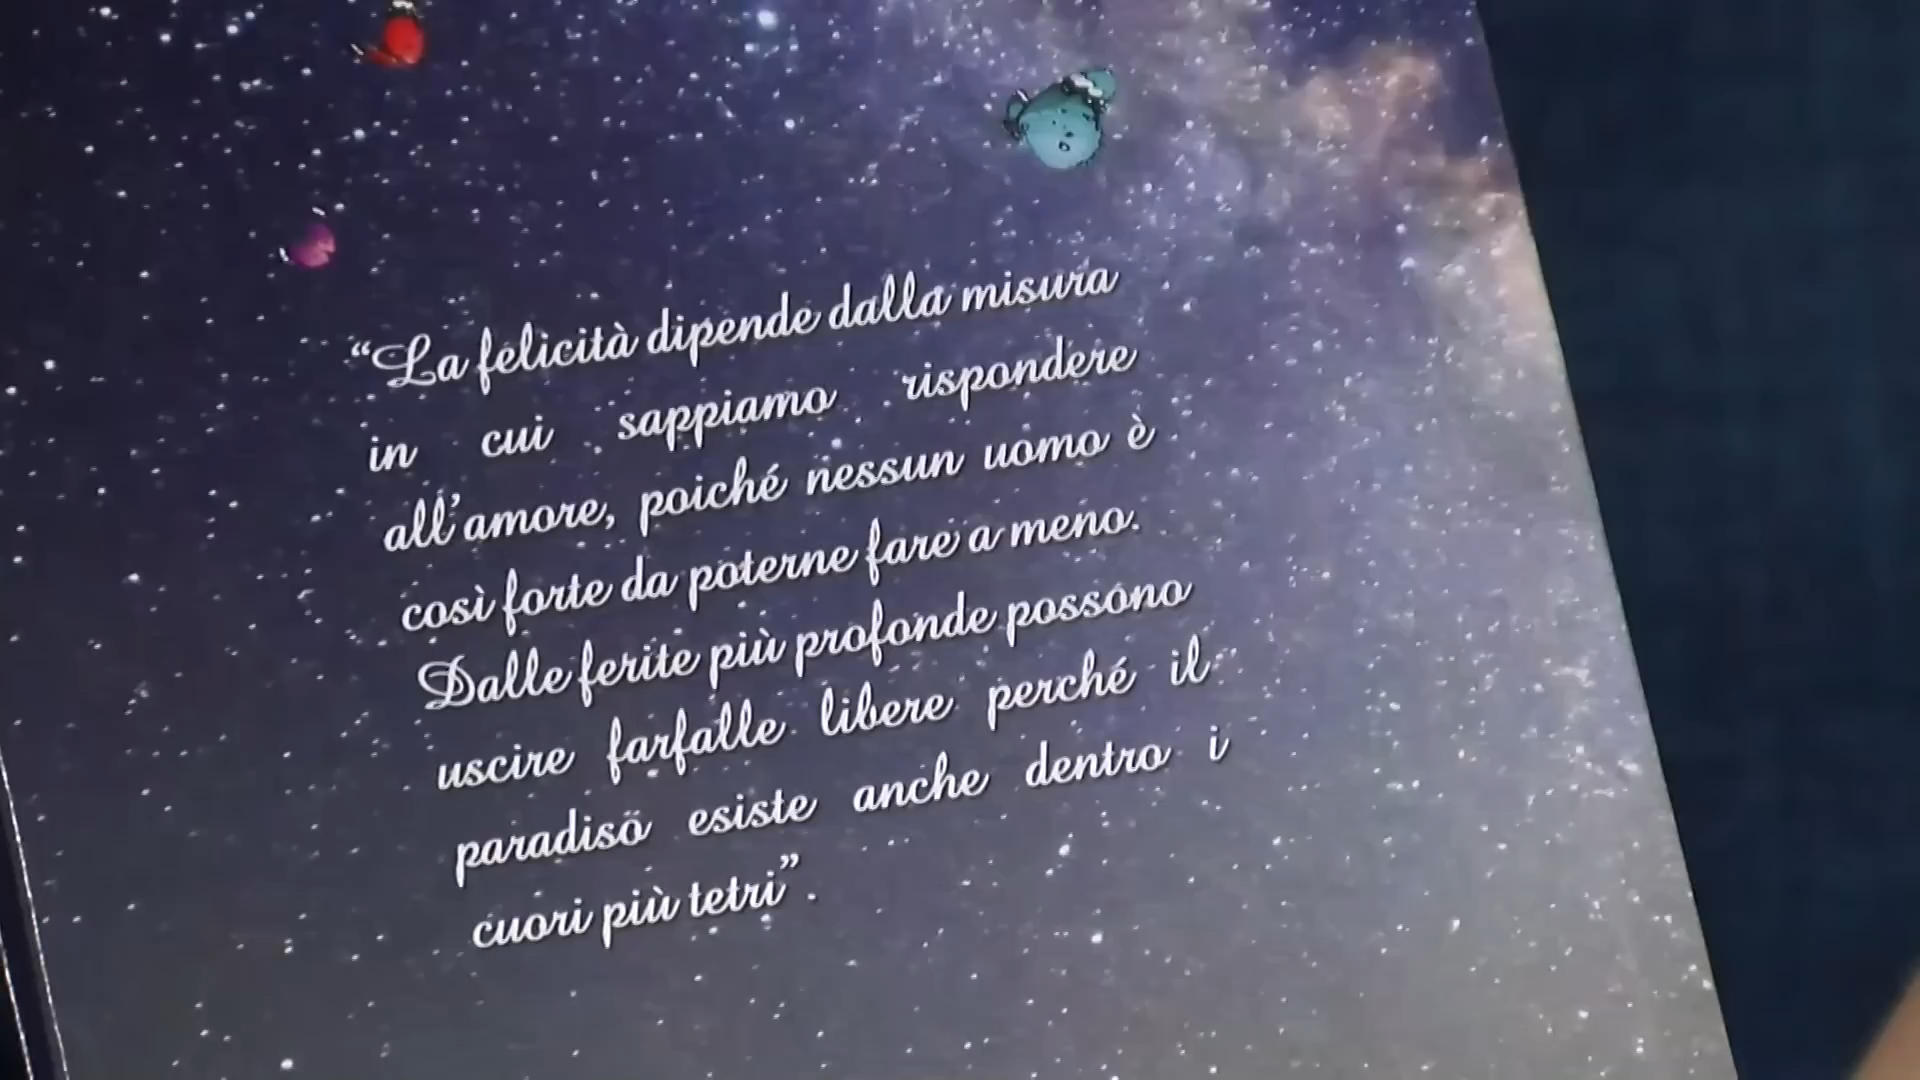 “La felicità dipende dalla misura
in cui sappiamo rispondere
all’amore, poiché nessun uomo è
così forte da poterne fare a meno.
Dalle ferite più profonde possono
uscire farfalle libere perché il
paradiso esiste anche dentro i
cuori più tetri”.